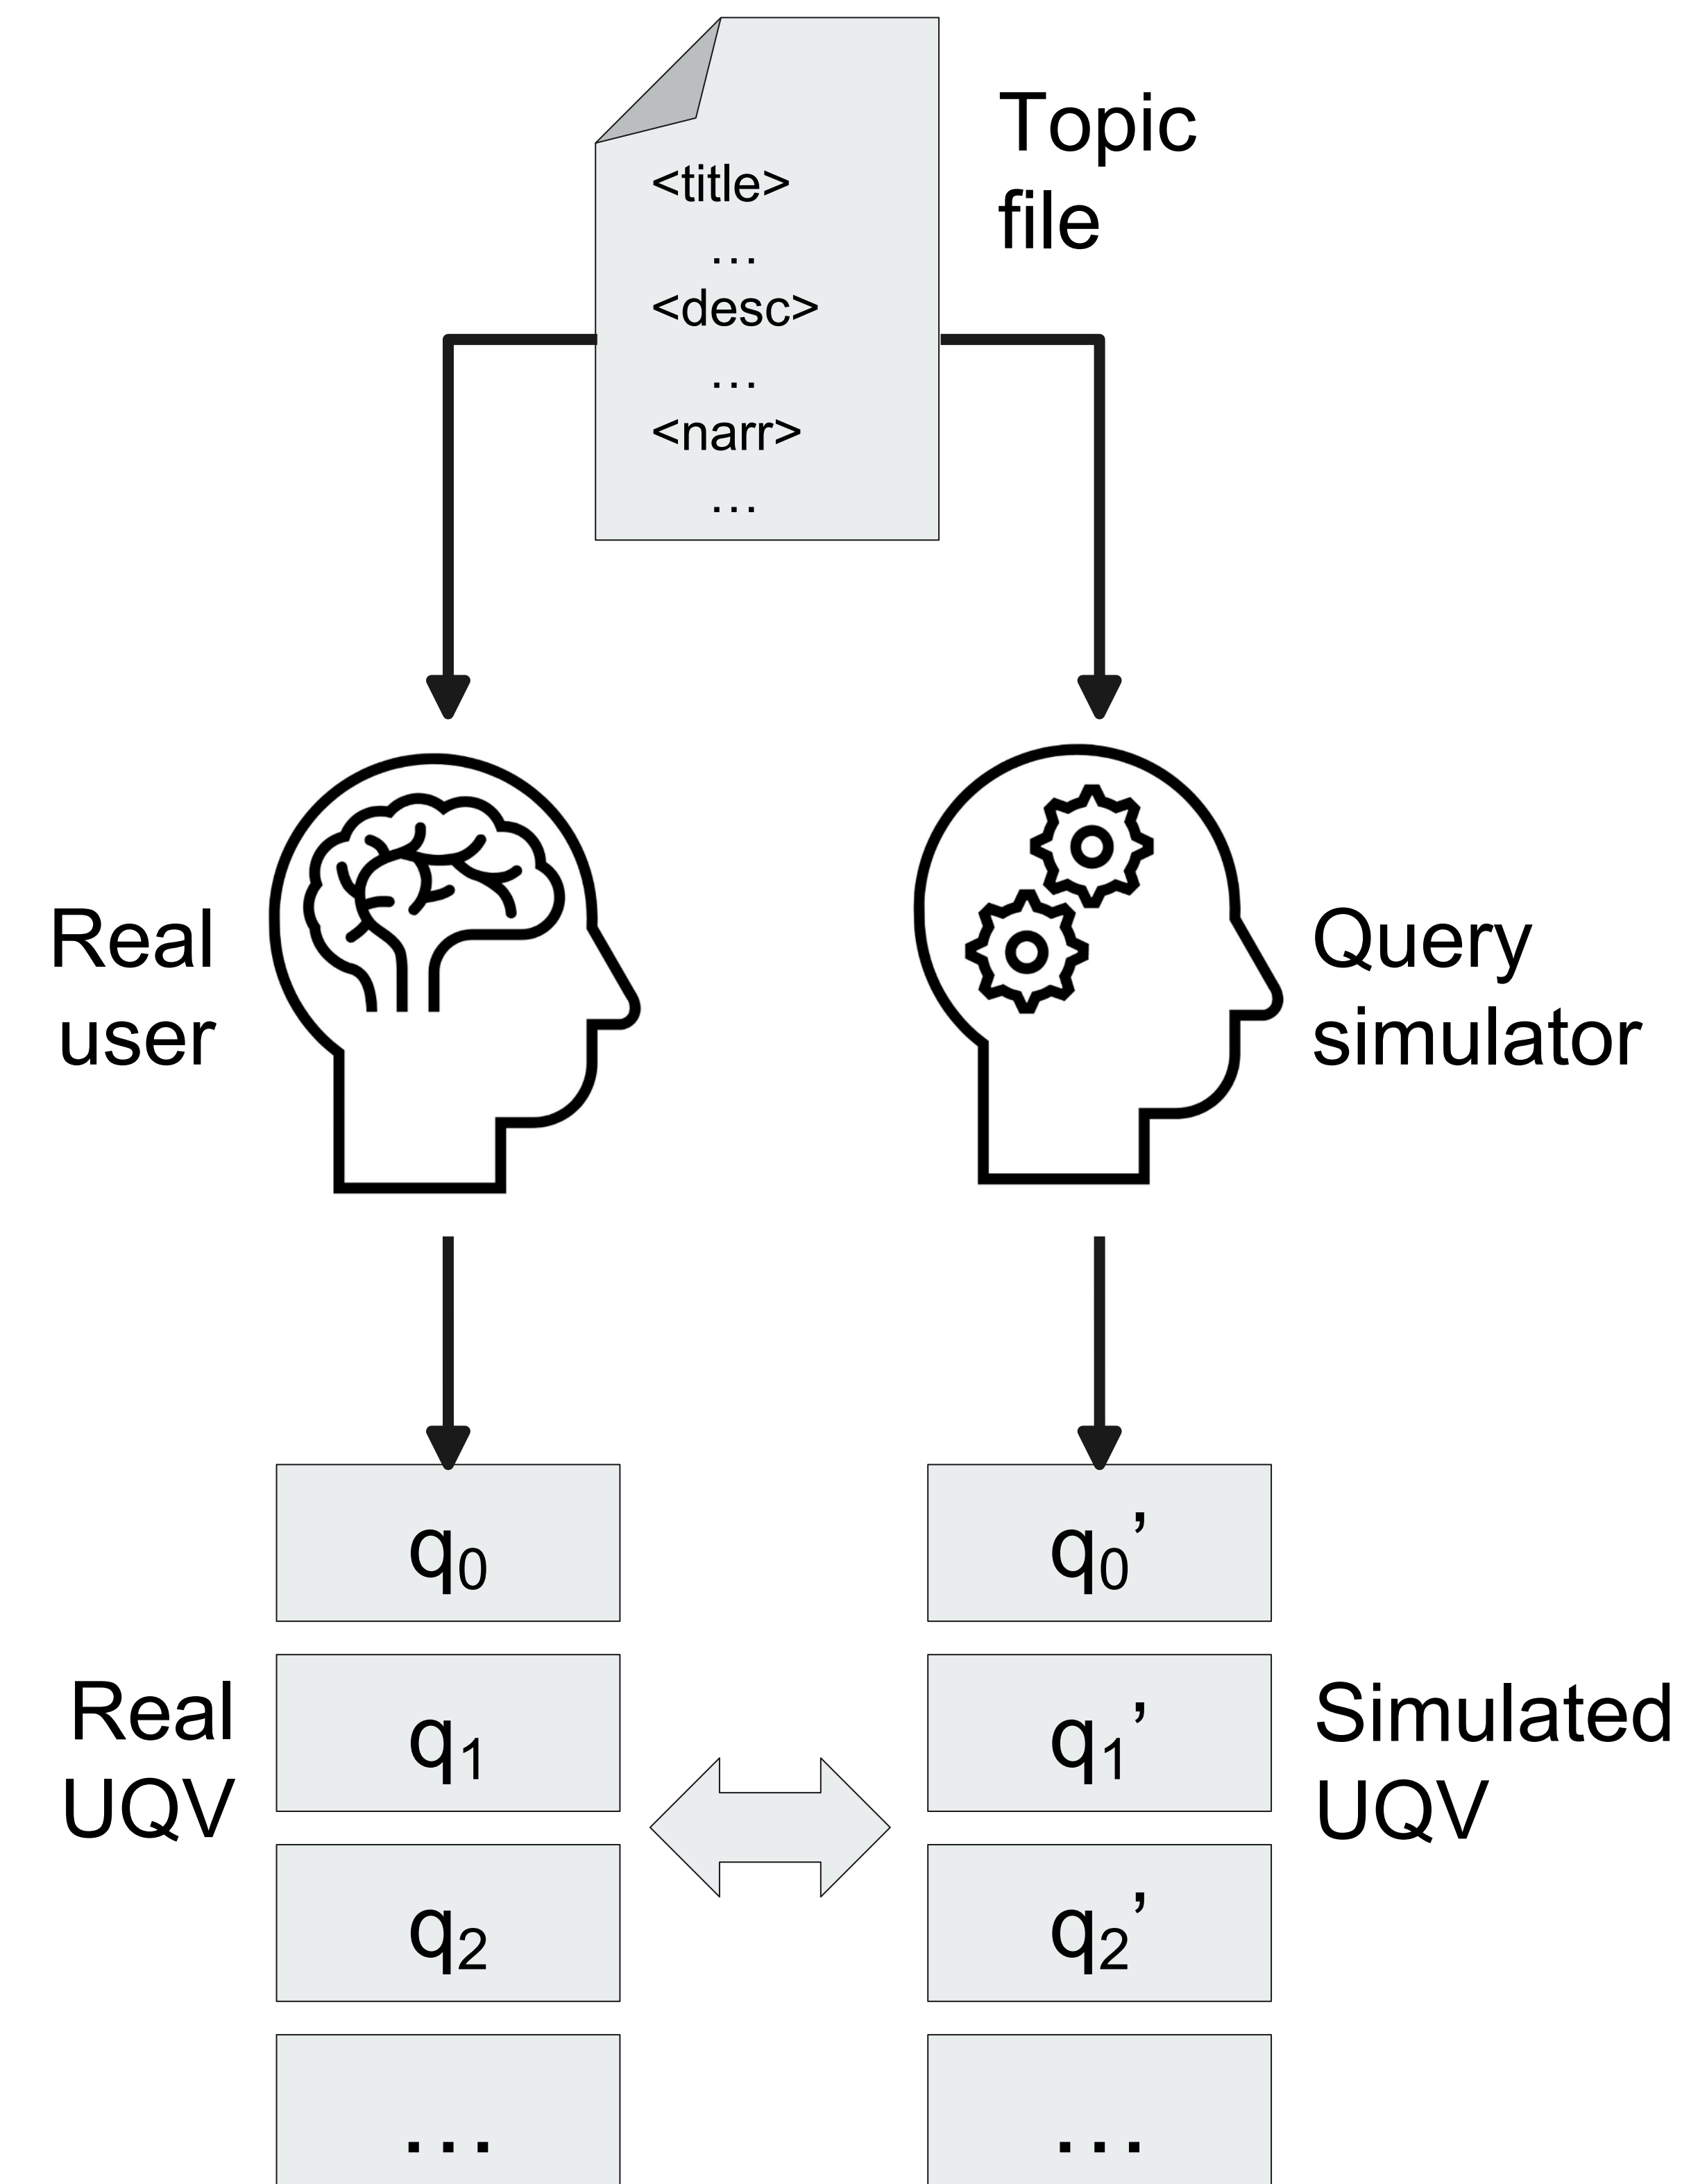 Topic
file
<title>
...
<desc>
...
<narr>
...
Real
user
Query
simulator
q0
q0’
q1
q1’
q2
q2’
Real
UQV
Simulated
UQV
...
...